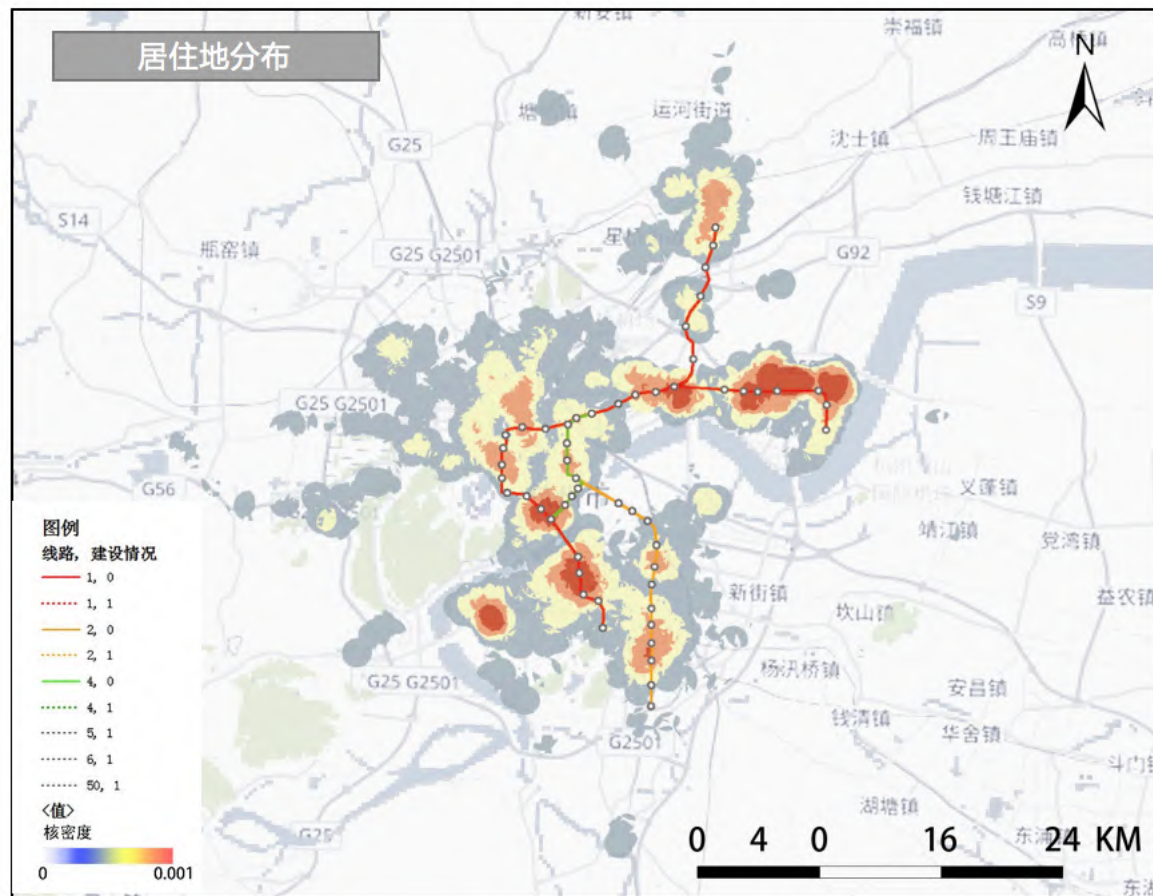 居住地分布
崇福镇
高桥镇
N
运河街道
G25
沈士镇
周王庙镇
钱塘江镇
S14
瓶窑镇
G25 G2501
G92
S9
G25 G2501
G56
义蓬镇
靖江镇
党湾镇
市
新街镇
坎山镇
益农镇
杨汛桥镇
G25 G2501
安昌镇
钱清镇
华舍镇
G2501
斗门镇
湖塘镇
G25
图例
线路, 建设情况
1, 0
1, 1
2, 0
2, 1
4, 0
4, 1
5, 1
6, 1
50, 1
<值>
核密度
0
0.001
0 4 0 16 24 KM